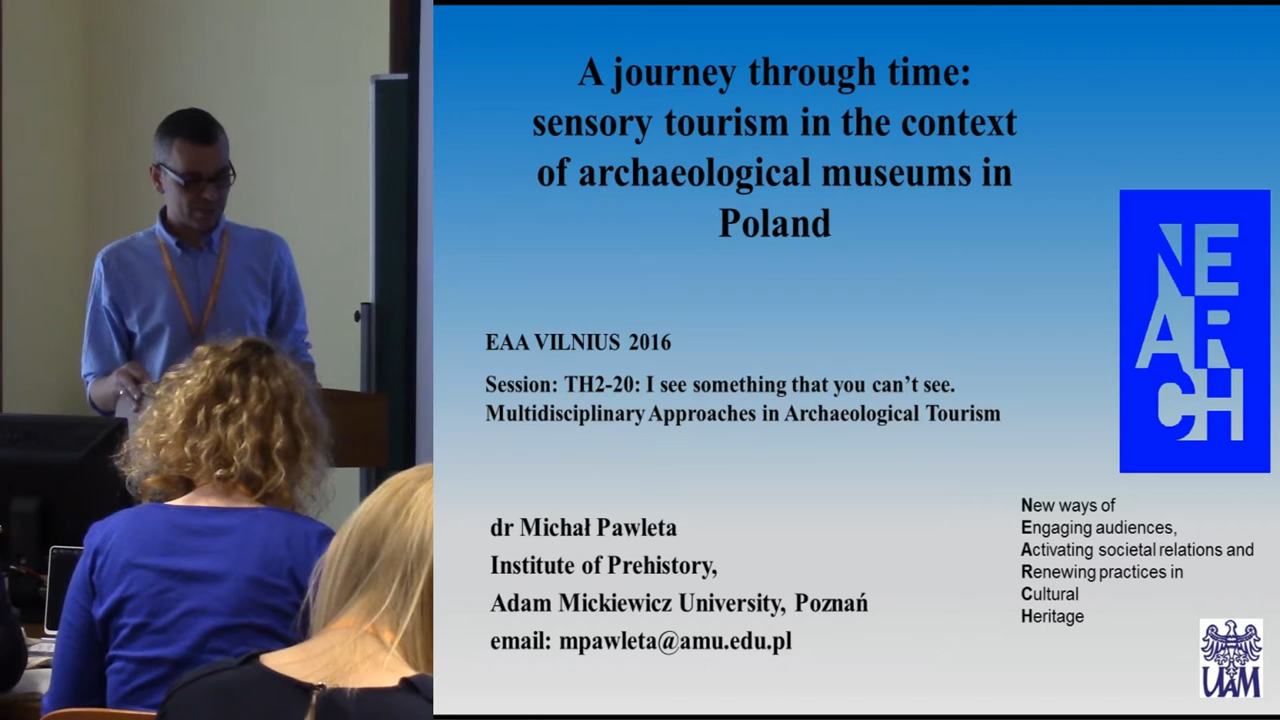 A journey through time:
sensory tourism in the context
of archaeological museums in
Poland
EAA VILNIUS 2016
Session: TH2-20: I see something that you can't see.
Multidisciplinary Approaches in Archaeological Tourism
NE
AR
CH
dr Michał Pawleta
Institute of Prehistory,
Adam Mickiewicz University, Poznań
email: mpawleta@amu.edu.pl
New ways of
Engaging audiences,
Activating societal relations and
Renewing practices in
Cultural
Heritage
UAM